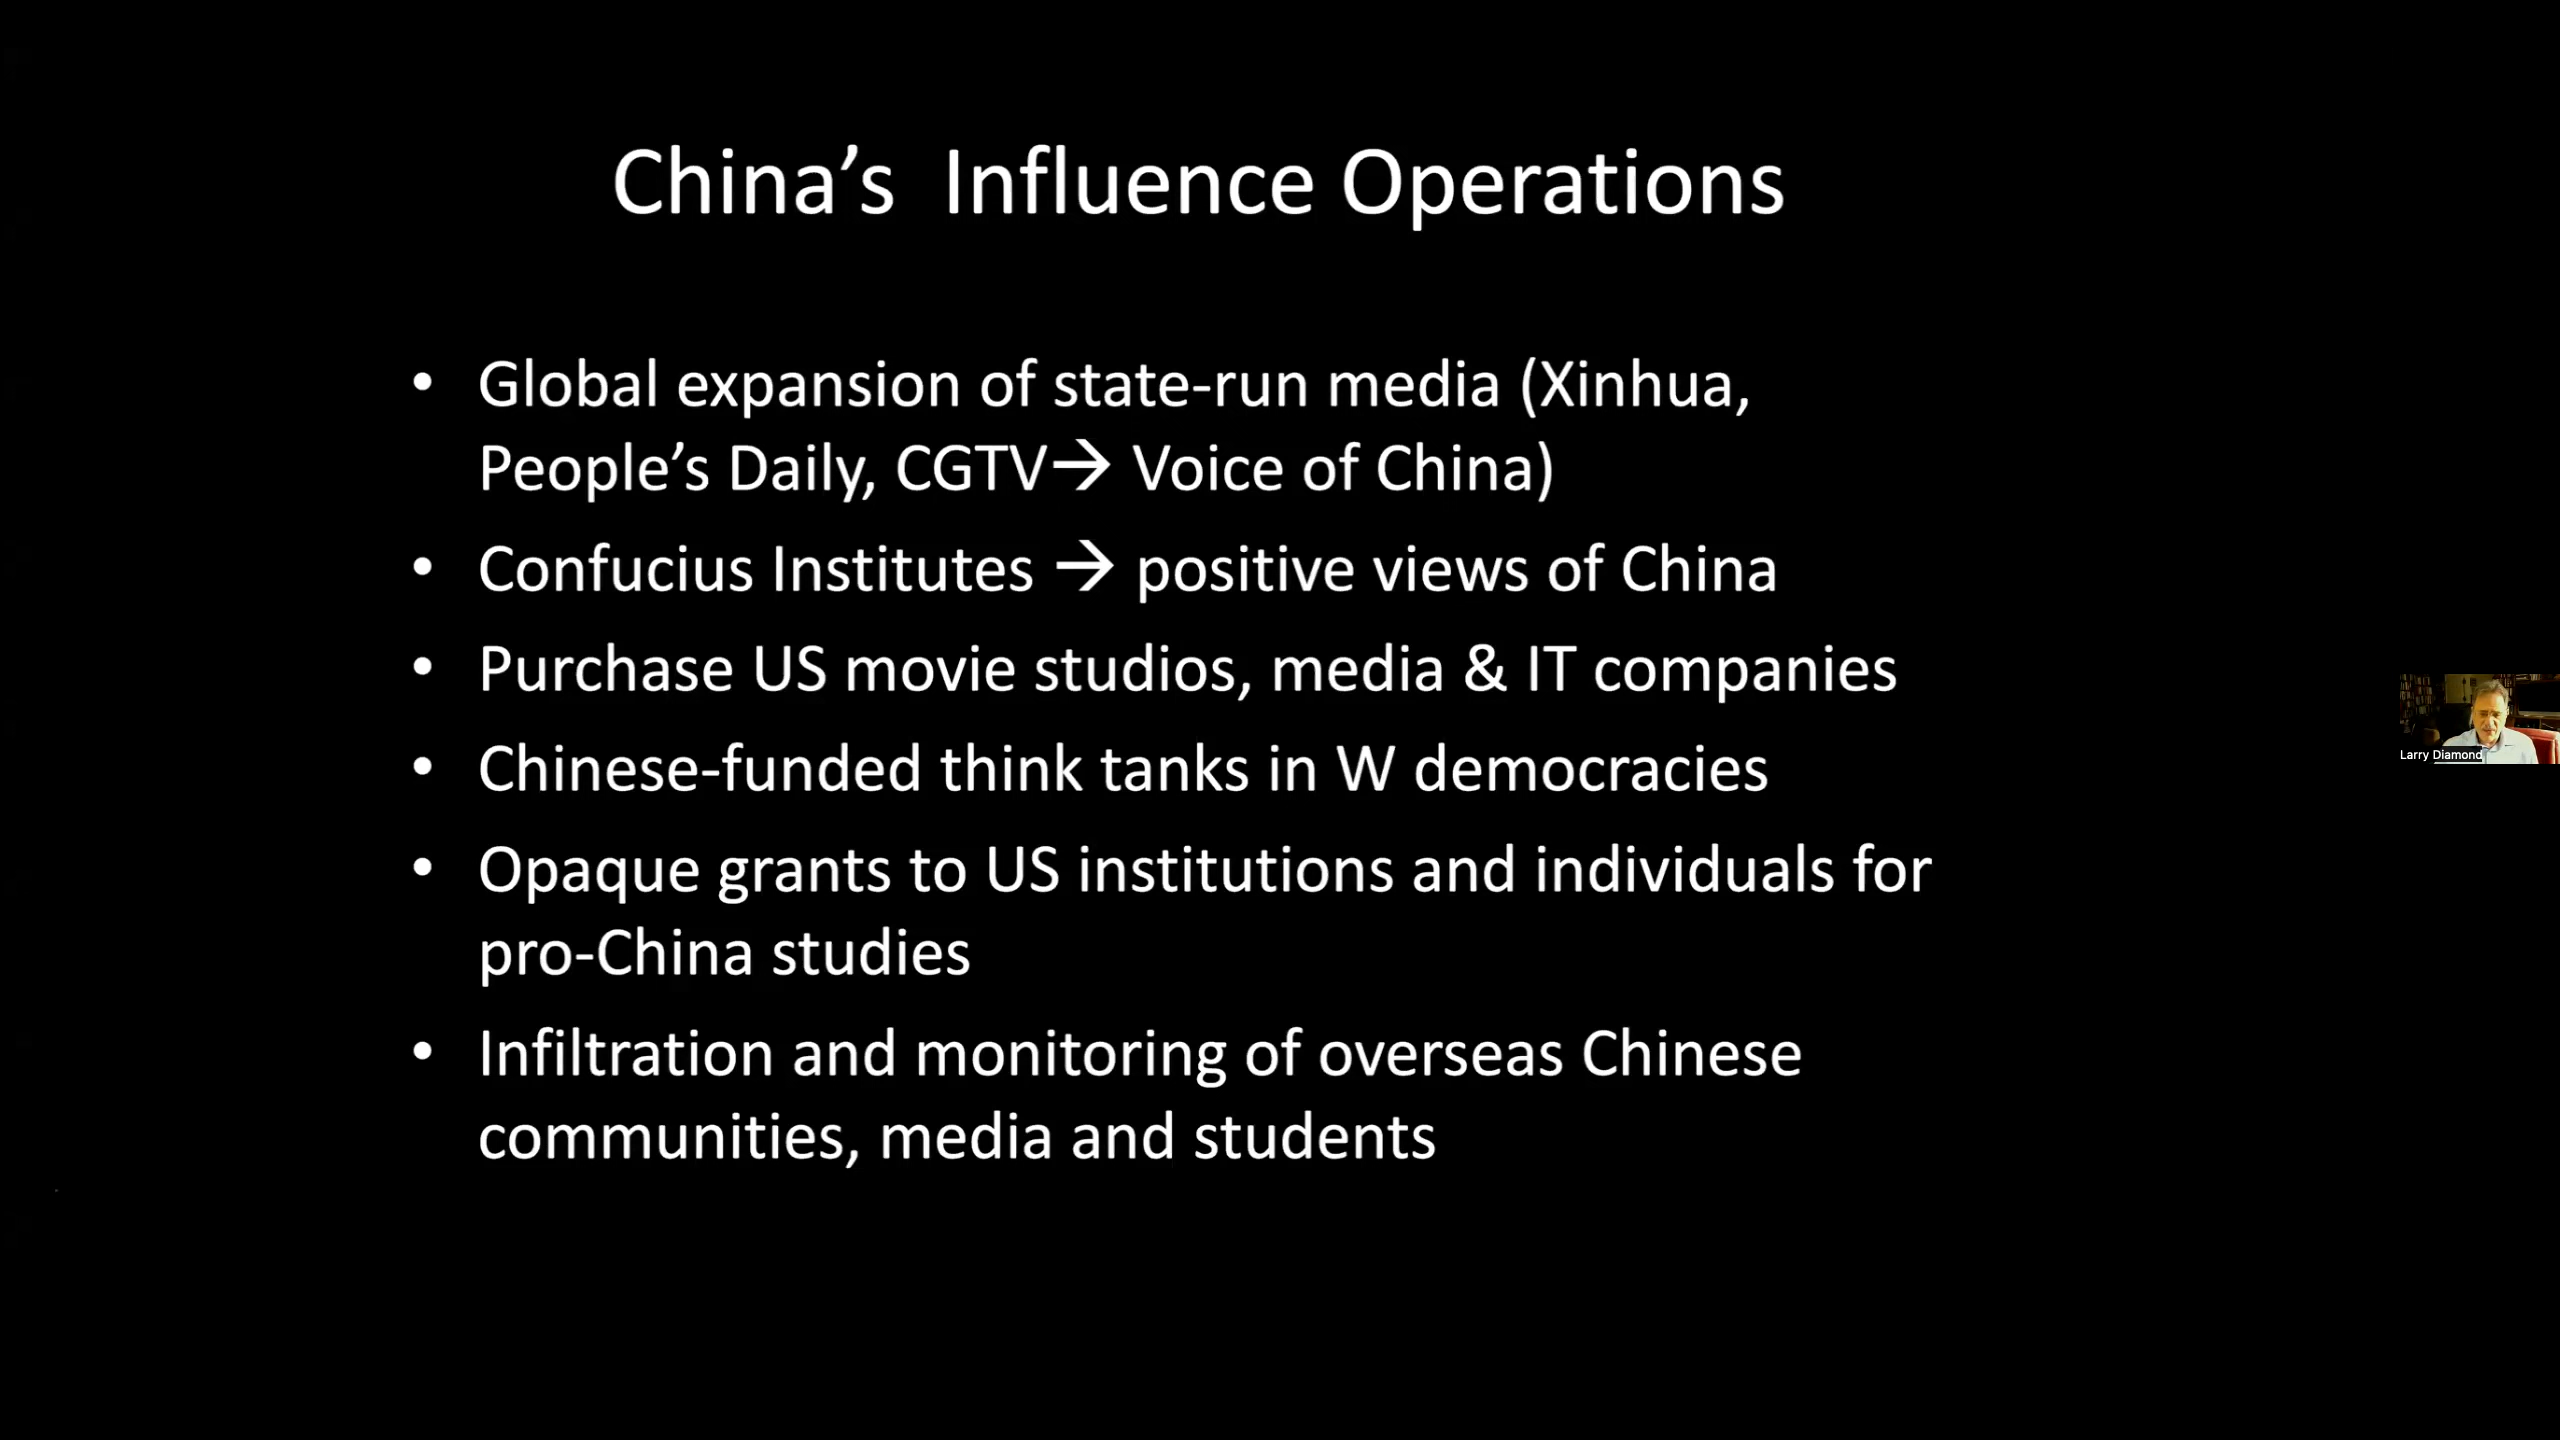 China’s  Influence Operations
• Global expansion of state-run media (Xinhua,
People’s Daily, CGTV→ Voice of China)
• Confucius Institutes → positive views of China
• Purchase US movie studios, media & IT companies
• Chinese-funded think tanks in W democracies
• Opaque grants to US institutions and individuals for
pro-China studies
• Infiltration and monitoring of overseas Chinese
communities, media and students
Larry Diamond